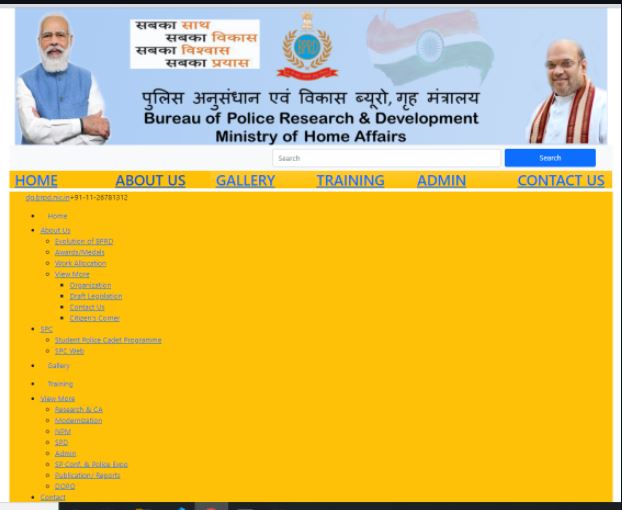 सबका साथ
सबका विकास
सबका विश्वास
सबका प्रयास
पुलिस अनुसंधान एवं विकास ब्यूरो, गृह मंत्रालय
Bureau of Police Research & Development
Ministry of Home Affairs
Search Search
HOME ABOUT US GALLERY TRAINING ADMIN CONTACT US
dg.bprd.nic.in+91-11-26781312
Home
About Us
Evolution of BPRD
Awards/Medals
Work Allocation
View More
Organization
Draft Legislation
Contact Us
Citizen's Corner
SPC
Student Police Cadet Programme
SPC Web
Gallery
Training
View More
Research & CA
Modernization
NPM
SPD
Admin
SP Conf. & Police Expo
Publication/ Reports
DOPO
Contact